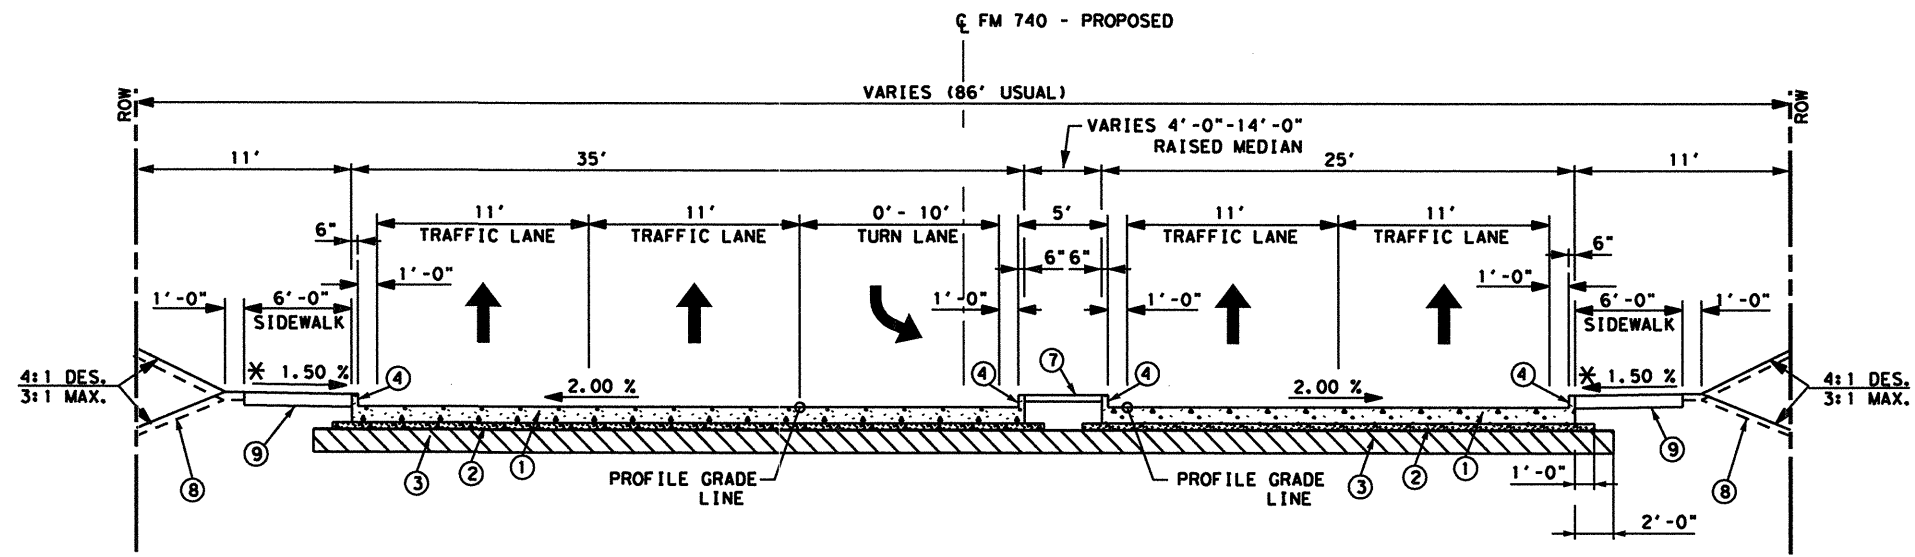 ℄ FM 740 - PROPOSED
VARIES (86' USUAL)
ROW
ROW
VARIES 4'-0"-14'-0"
RAISED MEDIAN
11'
35'
25'
11'
11'
TRAFFIC LANE
11'
TRAFFIC LANE
0' - 10'
TURN LANE
5'
11'
TRAFFIC LANE
11'
TRAFFIC LANE
6"
6" 6"
6"
1'-0"
1'-0"
1'-0"
6'-0"
SIDEWALK
1'-0"
1'-0"
6'-0"
SIDEWALK
1'-0"
4:1 DES.
3:1 MAX.
* 1.50 %
4
2.00 %
4
7
4
2.00 %
4
* 1.50 %
4:1 DES.
3:1 MAX.
8
9
3
2
1
PROFILE GRADE
LINE
PROFILE GRADE
LINE
3
2
1
1'-0"
9
8
2'-0"